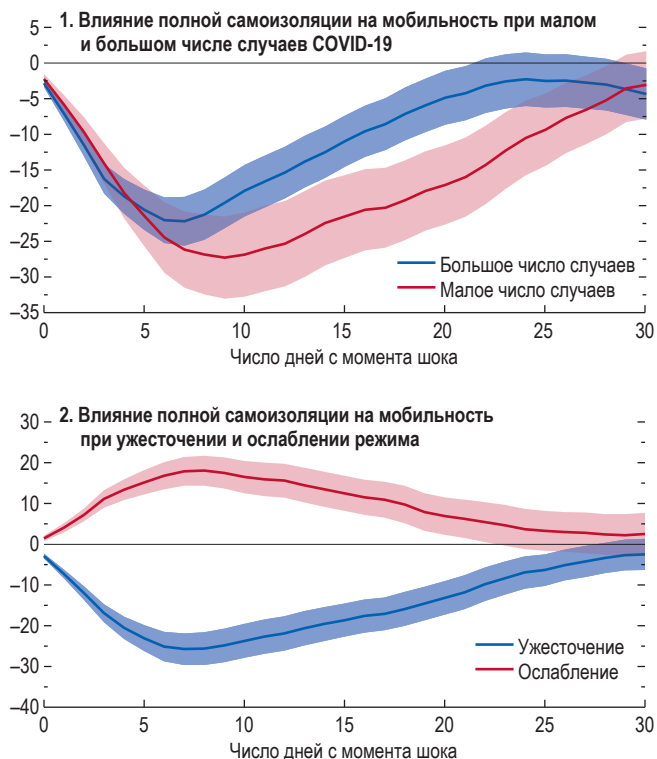 1. Влияние полной самоизоляции на мобильность при малом
и большом числе случаев COVID-19
5
0
–5
–10
–15
–20
–25
–30
–35
Большое число случаев
Малое число случаев
0 5 10 15 20 25 30
Число дней с момента шока
2. Влияние полной самоизоляции на мобильность
при ужесточении и ослаблении режима
30
20
10
0
–10
–20
–30
–40
Ужесточение
Ослабление
0 5 10 15 20 25 30
Число дней с момента шока